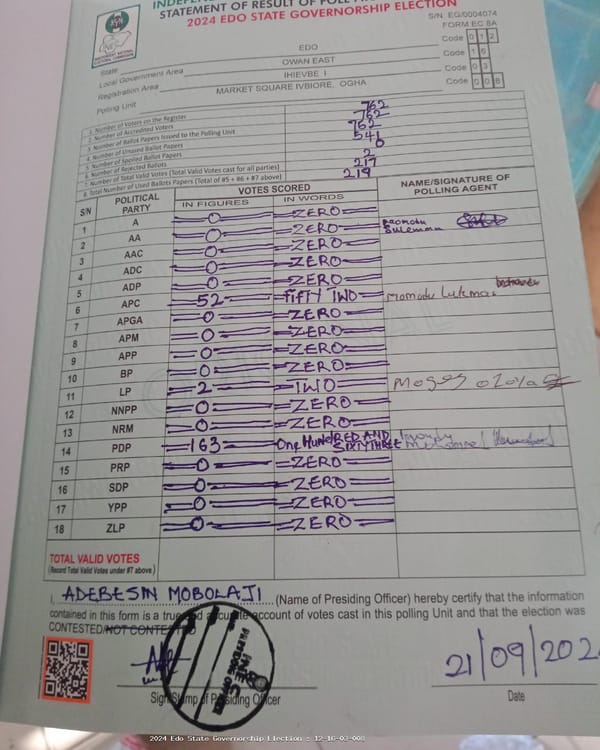 STATEMENT OF RESULT OF POLL
2024 EDO STATE GOVERNORSHIP ELECTION
S/N EG/0004074
FORM EC 8A
State EDO Code 0 1 2
Local Government Area OWAN EAST Code 1 6
Registration Area IHIEVBE I Code 0 3
Polling Unit MARKET SQUARE IVBIORE, OGHA Code 0 0 8
1. Number of Voters on the Register 762
2. Number of Accredited Voters 762
3. Number of Ballot Papers Issued to the Polling Unit 762
4. Number of Unused Ballot Papers 546
5. Number of Spoiled Ballot Papers
6. Number of Rejected Ballots 2
7. Number of Total Valid Votes (Total Valid Votes cast for all parties) 217
8. Total Number of Used Ballots Papers (Total of #5 + #6 + #7 above) 219
S/N POLITICAL PARTY VOTES SCORED NAME/SIGNATURE OF POLLING AGENT
IN FIGURES IN WORDS
1 A 0 ZERO
2 AA 0 ZERO Suleman
3 AAC 0 ZERO
4 ADC 0 ZERO
5 ADP 0 ZERO
6 APC 52 FIFTY TWO Momodu Lukman
7 APGA 0 ZERO
8 APM 0 ZERO
9 APP 0 ZERO
10 BP 0 ZERO
11 LP 2 TWO Moses
12 NNPP 0 ZERO
13 NRM 0 ZERO
14 PDP 163 One HUNDRED AND SIXTY THREE
15 PRP 0 ZERO
16 SDP 0 ZERO
17 YPP 0 ZERO
18 ZLP 0 ZERO
TOTAL VALID VOTES
(Record Total Valid Votes under #7 above)
I, ADEBESIN MOBOLAJI (Name of Presiding Officer) hereby certify that the information
contained in this form is a true and accurate account of votes cast in this polling Unit and that the election was
CONTESTED/NOT CONTESTED
21/09/202
Sign/Stamp of Presiding Officer Date
2024 Edo State Governorship Election : 12-16-03-008